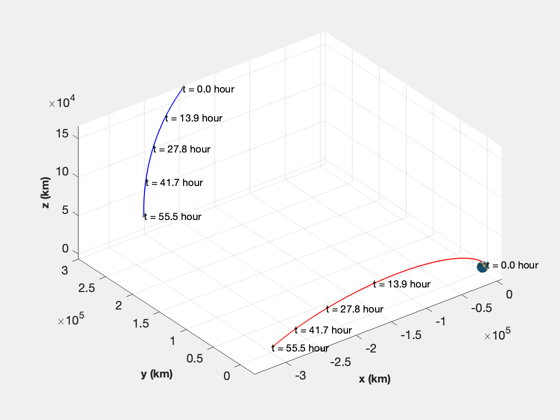 ×10⁴
t = 0.0 hour
15
t = 13.9 hour
10
t = 27.8 hour
z (km)
t = 41.7 hour
5
t = 55.5 hour
0
3
2.5
t = 0.0 hour
2
t = 13.9 hour
0
×10⁵
1.5
t = 27.8 hour
-0.5
1
t = 41.7 hour
-1
×10⁵
0.5
t = 55.5 hour
-1.5
0
-2
y (km)
-2.5
x (km)
-3